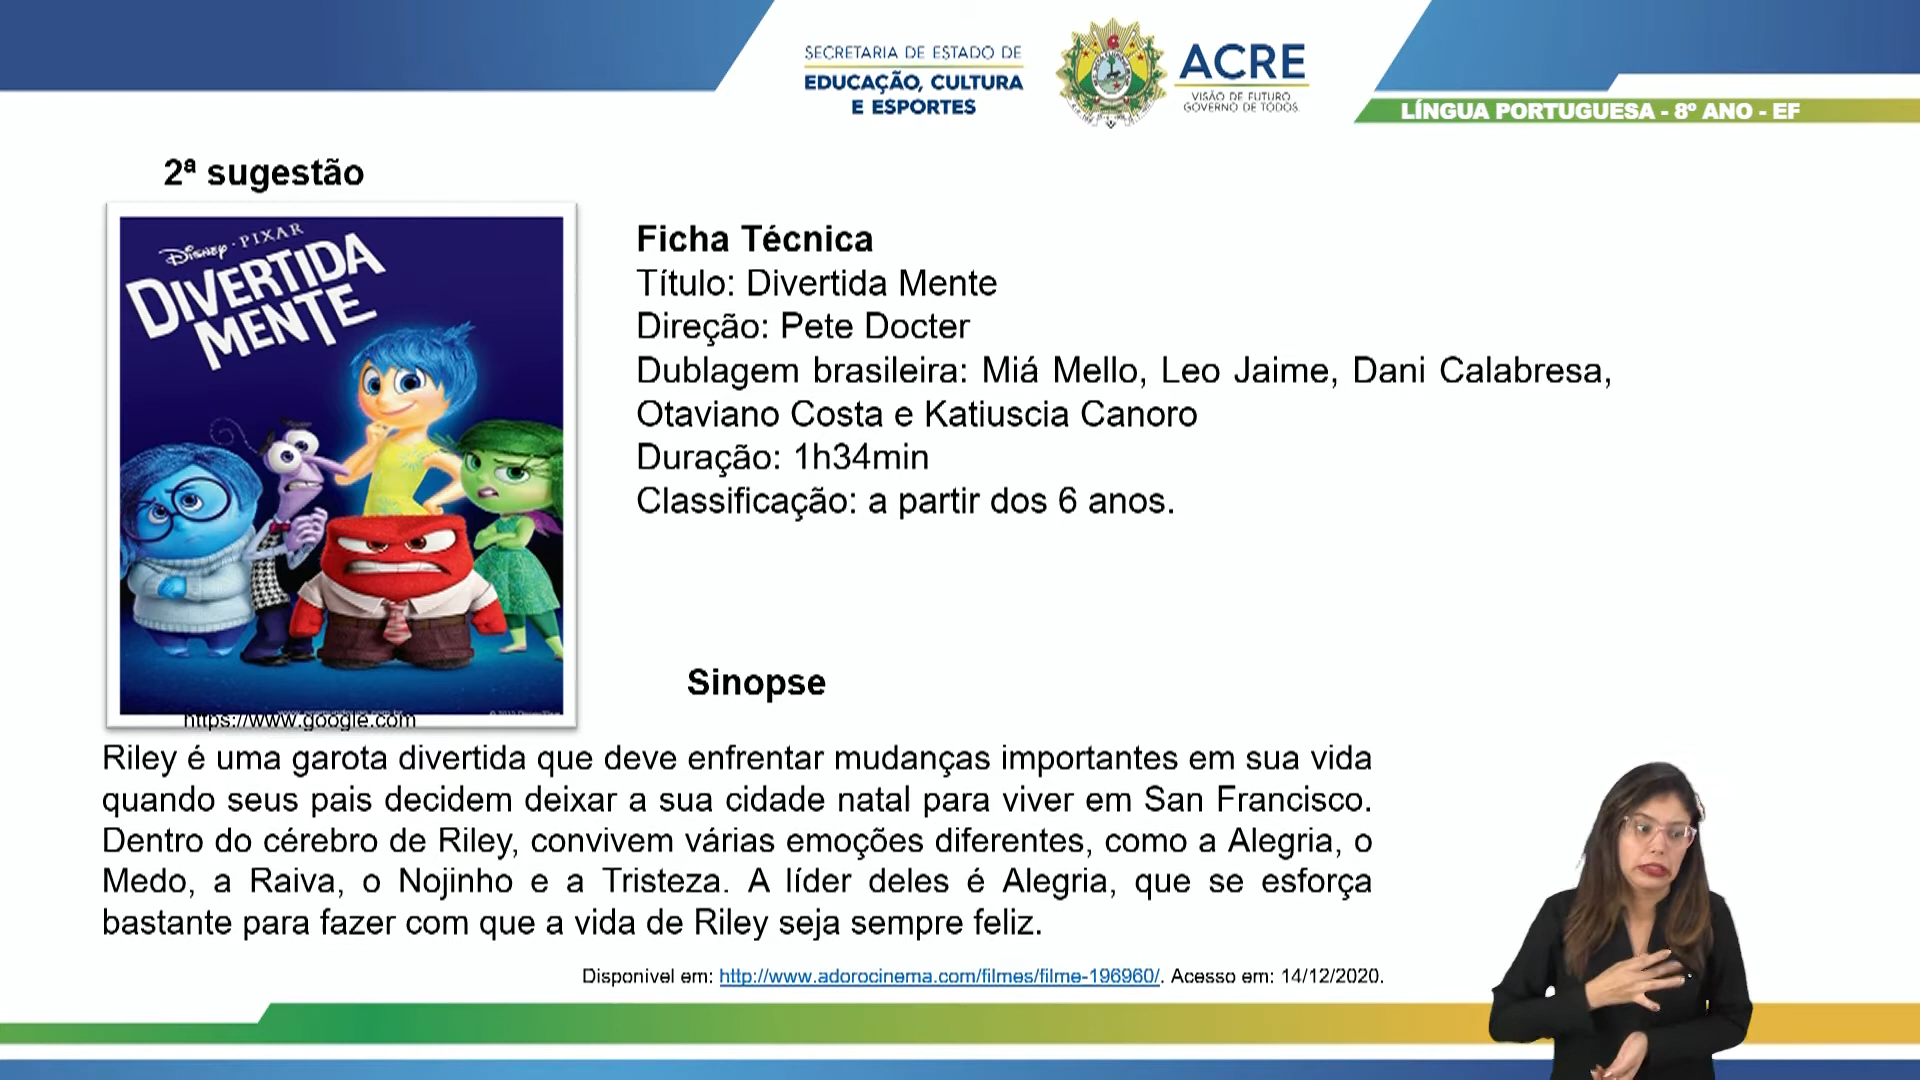 SECRETARIA DE ESTADO DE
EDUCAÇÃO, CULTURA
E ESPORTES
ACRE
VISÃO DE FUTURO
GOVERNO DE TODOS
LÍNGUA PORTUGUESA - 8º ANO - EF
2ª sugestão
Disney · PIXAR
DIVERTIDA
MENTE
https://www.google.com
Ficha Técnica
Título: Divertida Mente
Direção: Pete Docter
Dublagem brasileira: Miá Mello, Leo Jaime, Dani Calabresa,
Otaviano Costa e Katiuscia Canoro
Duração: 1h34min
Classificação: a partir dos 6 anos.
Sinopse
Riley é uma garota divertida que deve enfrentar mudanças importantes em sua vida
quando seus pais decidem deixar a sua cidade natal para viver em San Francisco.
Dentro do cérebro de Riley, convivem várias emoções diferentes, como a Alegria, o
Medo, a Raiva, o Nojinho e a Tristeza. A líder deles é Alegria, que se esforça
bastante para fazer com que a vida de Riley seja sempre feliz.
Disponivel em: http://www.adorocinema.com/filmes/filme-196960/. Acesso em: 14/12/2020.